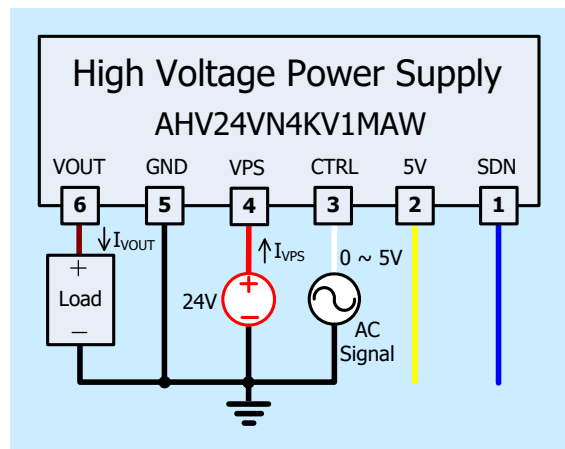 High Voltage Power Supply
AHV24VN4KV1MAW
VOUT GND VPS CTRL 5V SDN
6 5 4 3 2 1
IVOUT IVPS 0 ~ 5V
+ +
Load 24V
− −
AC
Signal